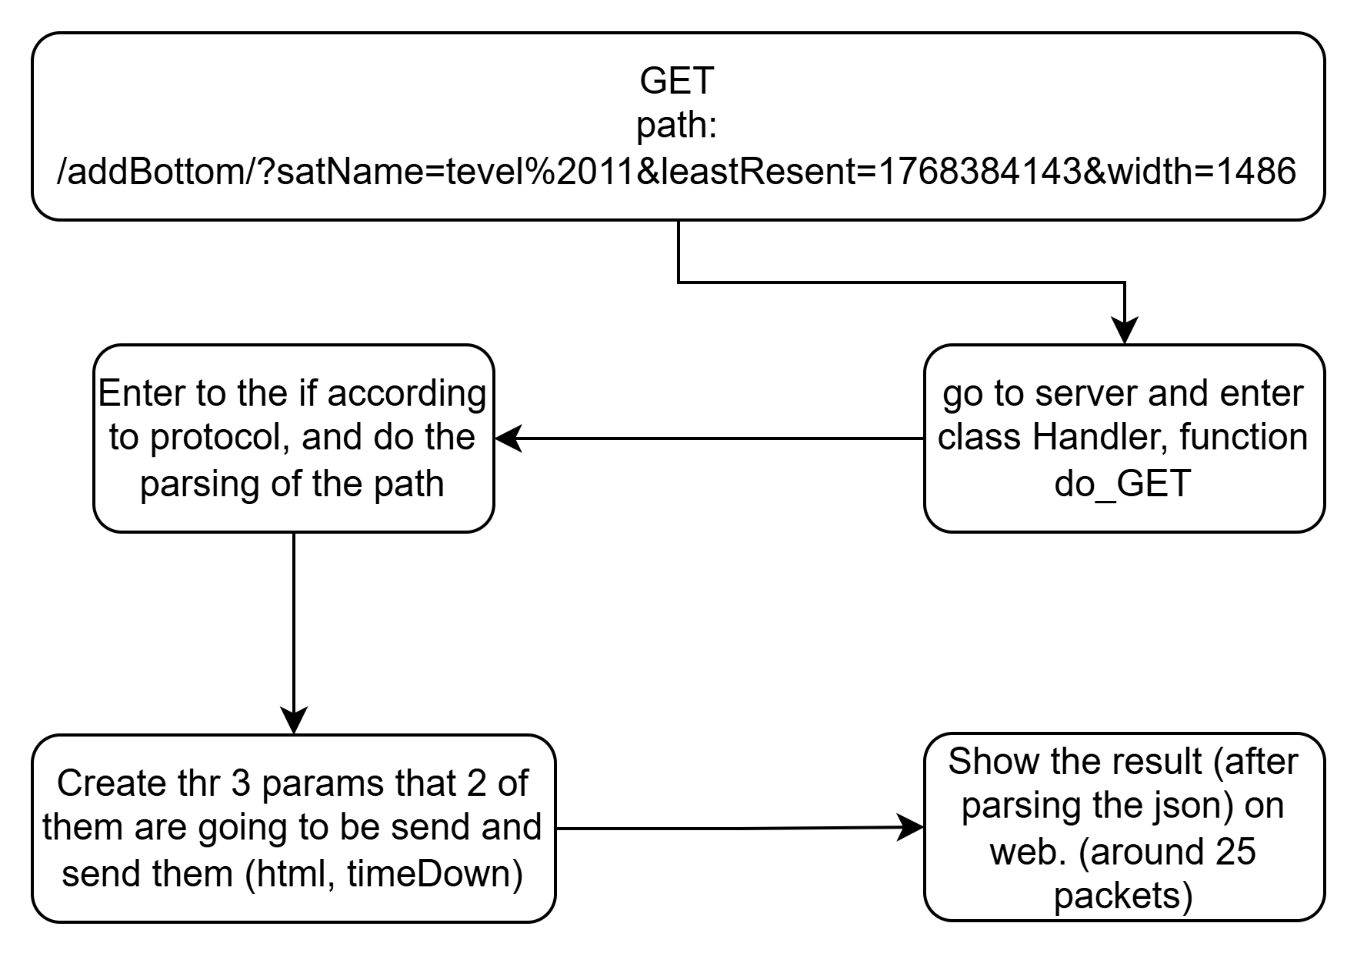 GET
path:
/addBottom/?satName=tevel%2011&leastResent=1768384143&width=1486
go to server and enter
class Handler, function
do_GET
Enter to the if according
to protocol, and do the
parsing of the path
Create thr 3 params that 2 of
them are going to be send and
send them (html, timeDown)
Show the result (after
parsing the json) on
web. (around 25
packets)